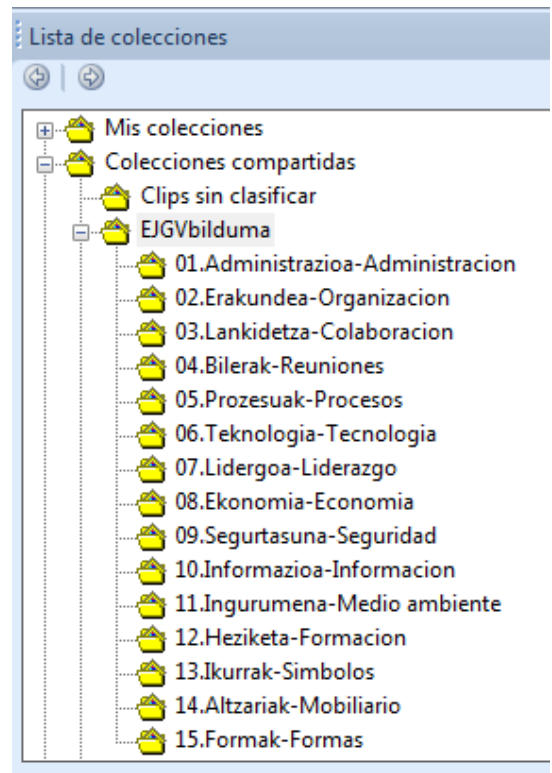 Lista de colecciones
Mis colecciones
Colecciones compartidas
Clips sin clasificar
EJGVbilduma
01.Administrazioa-Administracion
02.Erakundea-Organizacion
03.Lankidetza-Colaboracion
04.Bilerak-Reuniones
05.Prozesuak-Procesos
06.Teknologia-Tecnologia
07.Lidergoa-Liderazgo
08.Ekonomia-Economia
09.Segurtasuna-Seguridad
10.Informazioa-Informacion
11.Ingurumena-Medio ambiente
12.Heziketa-Formacion
13.Ikurrak-Simbolos
14.Altzariak-Mobiliario
15.Formak-Formas